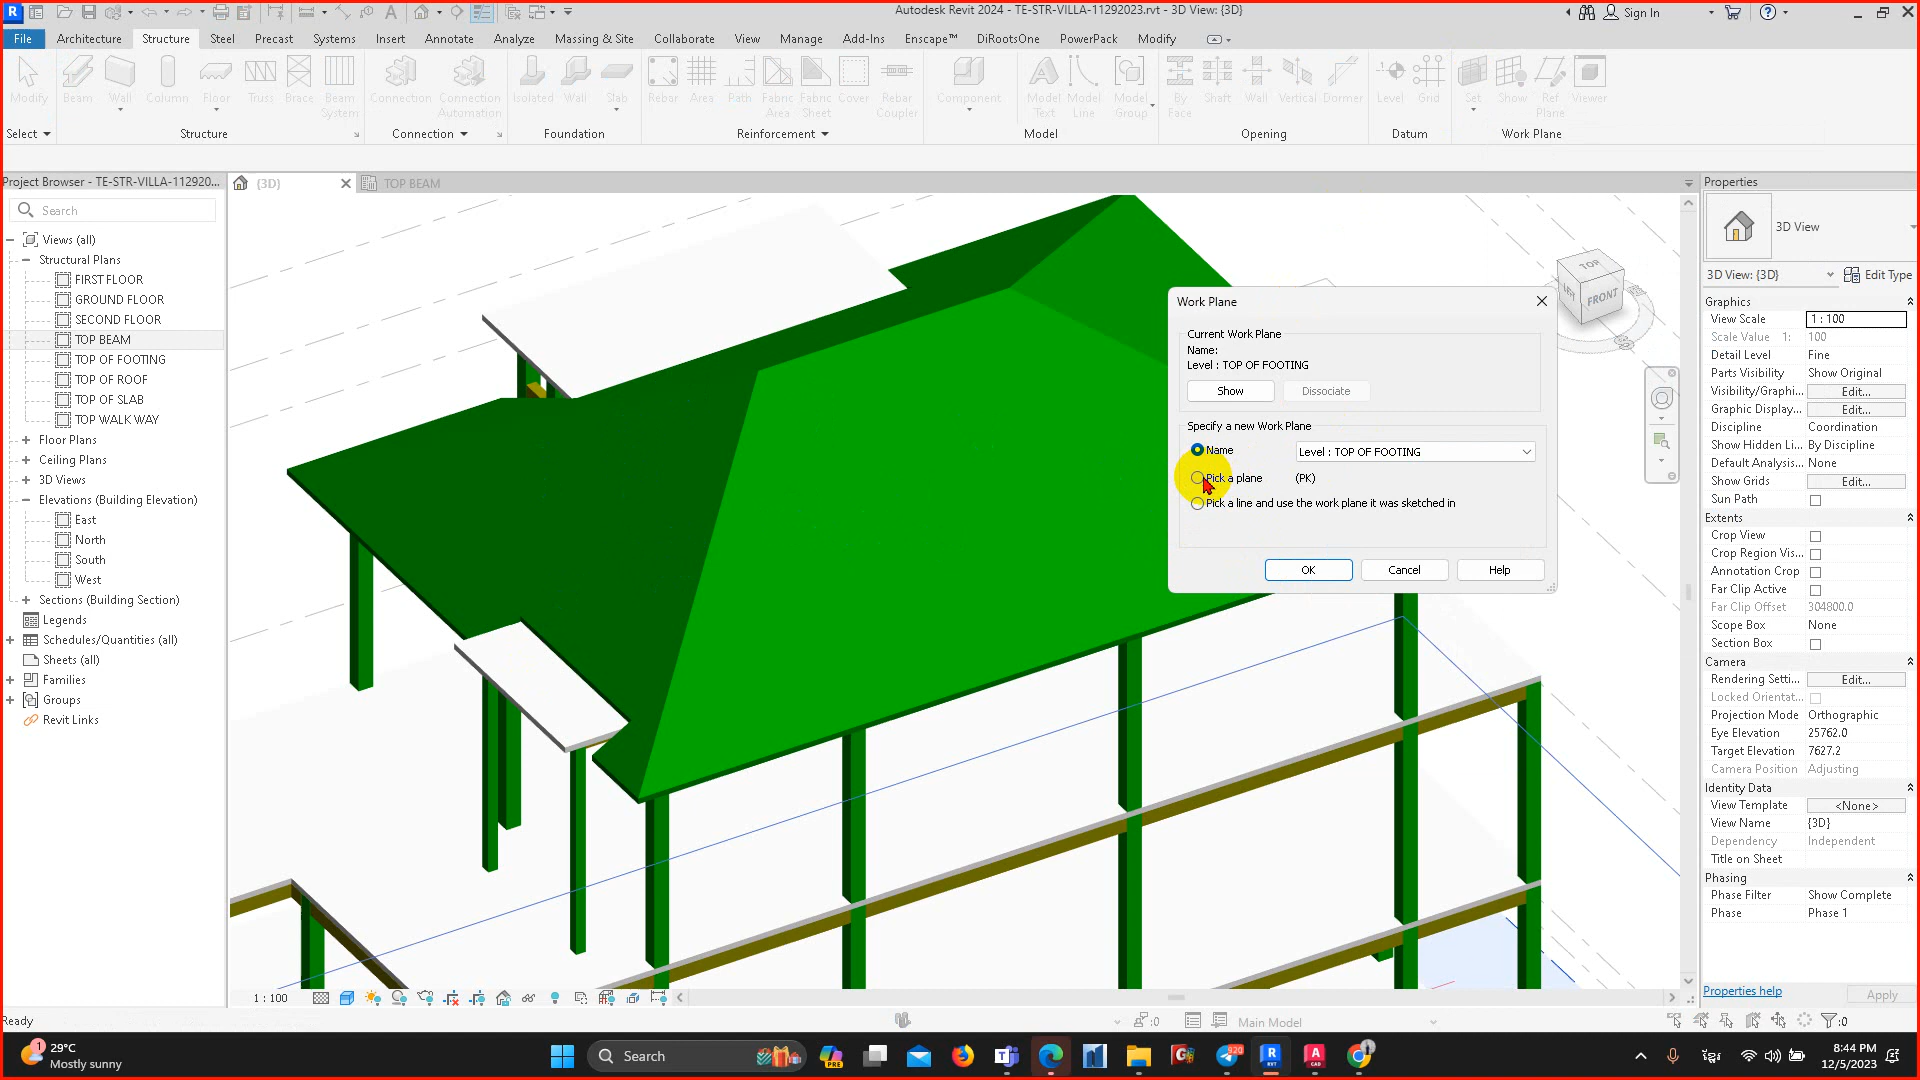 Autodesk Revit 2024 - TE-STR-VILLA-11292023.rvt - 3D View: {3D}
Sign In
File Architecture Structure Steel Precast Systems Insert Annotate Analyze Massing & Site Collaborate View Manage Add-Ins Enscape™ DiRootsOne PowerPack Modify
Modify Beam Wall Column Floor Truss Brace Beam System Connection Connection Automation Isolated Wall Slab Rebar Area Path Fabric Area Fabric Sheet Cover Rebar Coupler Component Model Text Model Line Model Group By Face Shaft Wall Vertical Dormer Level Grid Set Show Ref Plane Viewer
Select Structure Connection Foundation Reinforcement Model Opening Datum Work Plane
Project Browser - TE-STR-VILLA-112920...
{3D}
TOP BEAM
Search
Views (all)
Structural Plans
FIRST FLOOR
GROUND FLOOR
SECOND FLOOR
TOP BEAM
TOP OF FOOTING
TOP OF ROOF
TOP OF SLAB
TOP WALK WAY
Floor Plans
Ceiling Plans
3D Views
Elevations (Building Elevation)
East
North
South
West
Sections (Building Section)
Legends
Schedules/Quantities (all)
Sheets (all)
Families
Groups
Revit Links
TOP
FRONT
Work Plane
Current Work Plane
Name:
Level : TOP OF FOOTING
Show Dissociate
Specify a new Work Plane
Name Level : TOP OF FOOTING
Pick a plane (PK)
Pick a line and use the work plane it was sketched in
OK Cancel Help
Properties
3D View
3D View: {3D} Edit Type
Graphics
View Scale 1 : 100
Scale Value 1: 100
Detail Level Fine
Parts Visibility Show Original
Visibility/Graphi... Edit...
Graphic Display... Edit...
Discipline Coordination
Show Hidden Li... By Discipline
Default Analysis... None
Show Grids Edit...
Sun Path
Extents
Crop View
Crop Region Vis...
Annotation Crop
Far Clip Active
Far Clip Offset 304800.0
Scope Box None
Section Box
Camera
Rendering Setti... Edit...
Locked Orientat...
Projection Mode Orthographic
Eye Elevation 25762.0
Target Elevation 7627.2
Camera Position Adjusting
Identity Data
View Template <None>
View Name {3D}
Dependency Independent
Title on Sheet
Phasing
Phase Filter Show Complete
Phase Phase 1
Properties help Apply
1 : 100
Ready
:0
Main Model
:0
1
29°C
Mostly sunny
Search
PRE
8:44 PM
12/5/2023